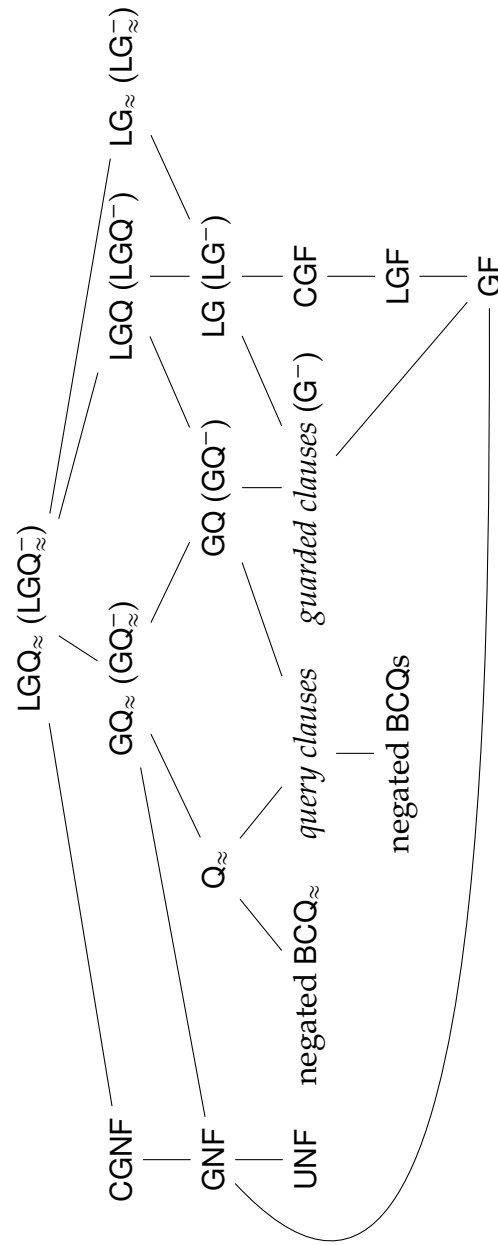 LGQ≈ (LGQ≈⁻)
CGNF
GQ≈ (GQ≈⁻)
LGQ (LGQ⁻)
LG≈ (LG≈⁻)
GNF
Q≈
GQ (GQ⁻)
LG (LG⁻)
UNF
negated BCQ≈
query clauses
guarded clauses (G⁻)
CGF
negated BCQs
LGF
GF